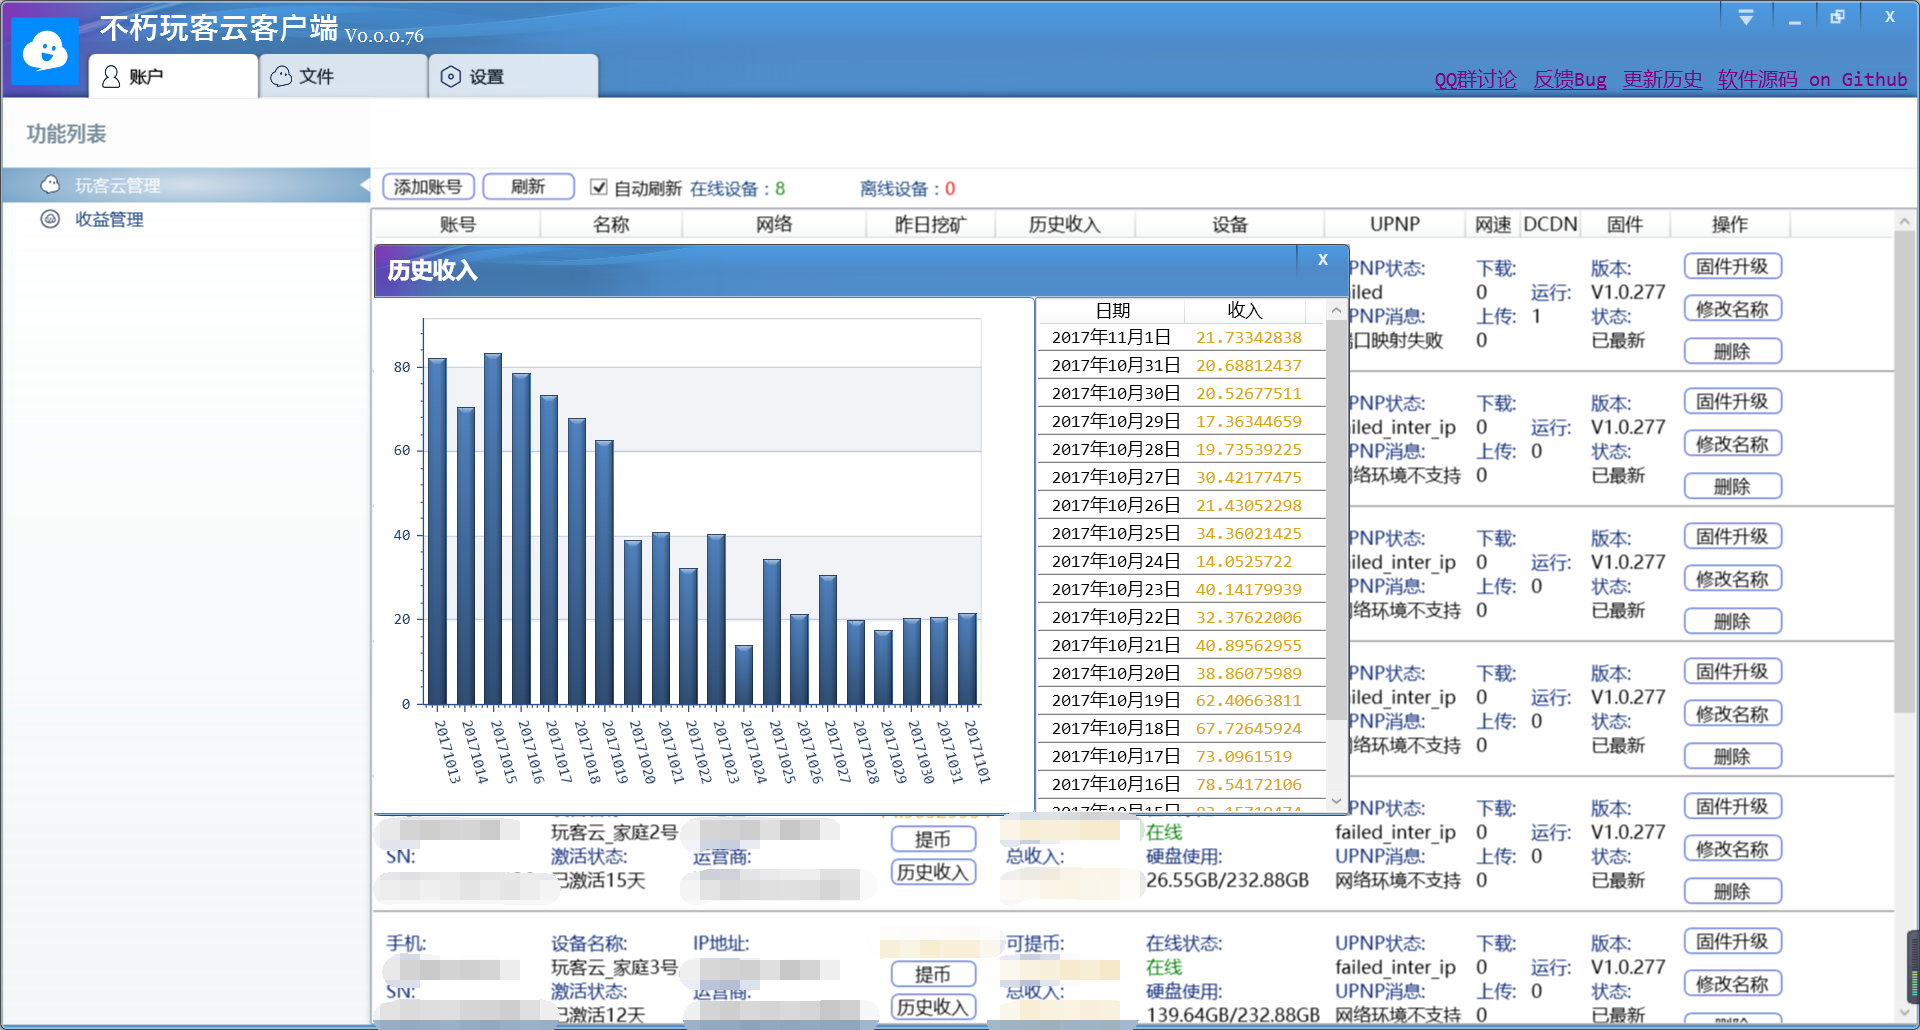 不朽玩客云客户端 V0.0.0.76
账户 文件 设置
QQ群讨论 反馈Bug 更新历史 软件源码 on Github
功能列表
玩客云管理
收益管理
添加账号 刷新 自动刷新 在线设备：8 离线设备：0
账号 名称 网络 昨日挖矿 历史收入 设备 UPNP 网速 DCDN 固件 操作
历史收入 X
80
60
40
20
0
20171013
20171014
20171015
20171016
20171017
20171018
20171019
20171020
20171021
20171022
20171023
20171024
20171025
20171026
20171027
20171028
20171029
20171030
20171031
20171101
日期 收入
2017年11月1日 21.73342838
2017年10月31日 20.68812437
2017年10月30日 20.52677511
2017年10月29日 17.36344659
2017年10月28日 19.73539225
2017年10月27日 30.42177475
2017年10月26日 21.43052298
2017年10月25日 34.36021425
2017年10月24日 14.0525722
2017年10月23日 40.14179939
2017年10月22日 32.37622006
2017年10月21日 40.89562955
2017年10月20日 38.86075989
2017年10月19日 62.40663811
2017年10月18日 67.72645924
2017年10月17日 73.0961519
2017年10月16日 78.54172106
PNP状态: 下载: 版本: 固件升级
iled 0 运行: V1.0.277
PNP消息: 上传: 1 状态: 修改名称
口映射失败 0 已最新
删除
PNP状态: 下载: 版本: 固件升级
iled_inter_ip 0 运行: V1.0.277
PNP消息: 上传: 0 状态: 修改名称
络环境不支持 0 已最新
删除
PNP状态: 下载: 版本: 固件升级
iled_inter_ip 0 运行: V1.0.277
PNP消息: 上传: 0 状态: 修改名称
络环境不支持 0 已最新
删除
PNP状态: 下载: 版本: 固件升级
iled_inter_ip 0 运行: V1.0.277
PNP消息: 上传: 0 状态: 修改名称
络环境不支持 0 已最新
删除
PNP状态: 下载: 版本: 固件升级
玩客云_家庭2号 提币 在线 failed_inter_ip 0 运行: V1.0.277
SN: 激活状态: 运营商: 总收入: 硬盘使用: UPNP消息: 上传: 0 状态: 修改名称
已激活15天 历史收入 26.55GB/232.88GB 网络环境不支持 0 已最新
删除
手机: 设备名称: IP地址: 可提币: 在线状态: UPNP状态: 下载: 版本: 固件升级
玩客云_家庭3号 提币 在线 failed_inter_ip 0 运行: V1.0.277
SN: 激活状态: 运营商: 总收入: 硬盘使用: UPNP消息: 上传: 0 状态: 修改名称
已激活12天 历史收入 139.64GB/232.88GB 网络环境不支持 0 已最新